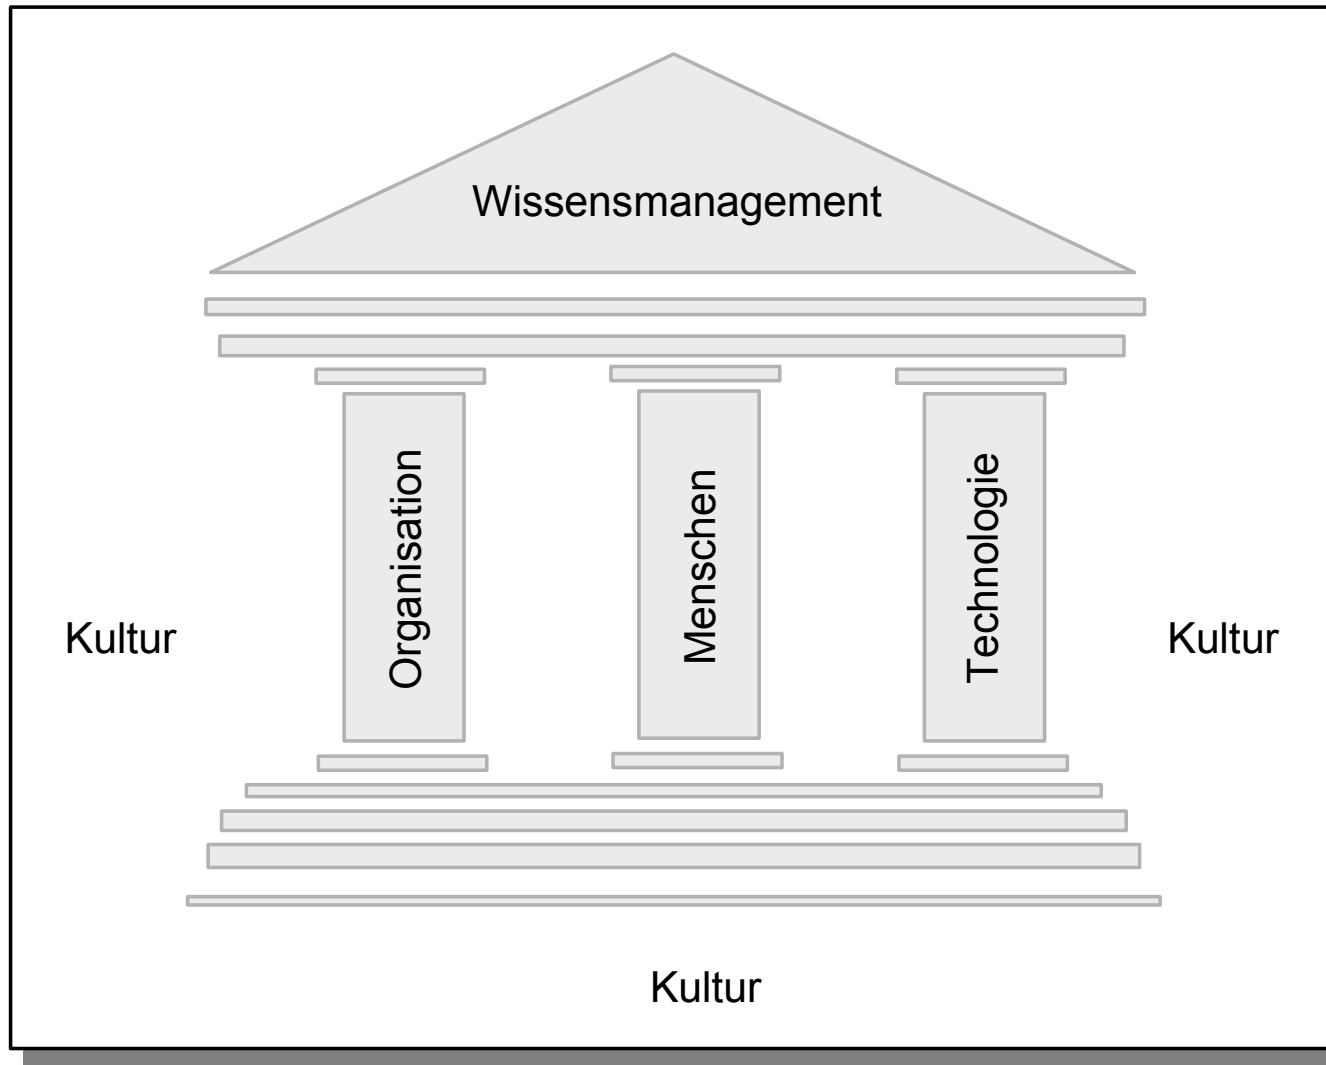 Wissensmanagement
Organisation
Menschen
Technologie
Kultur
Kultur
Kultur